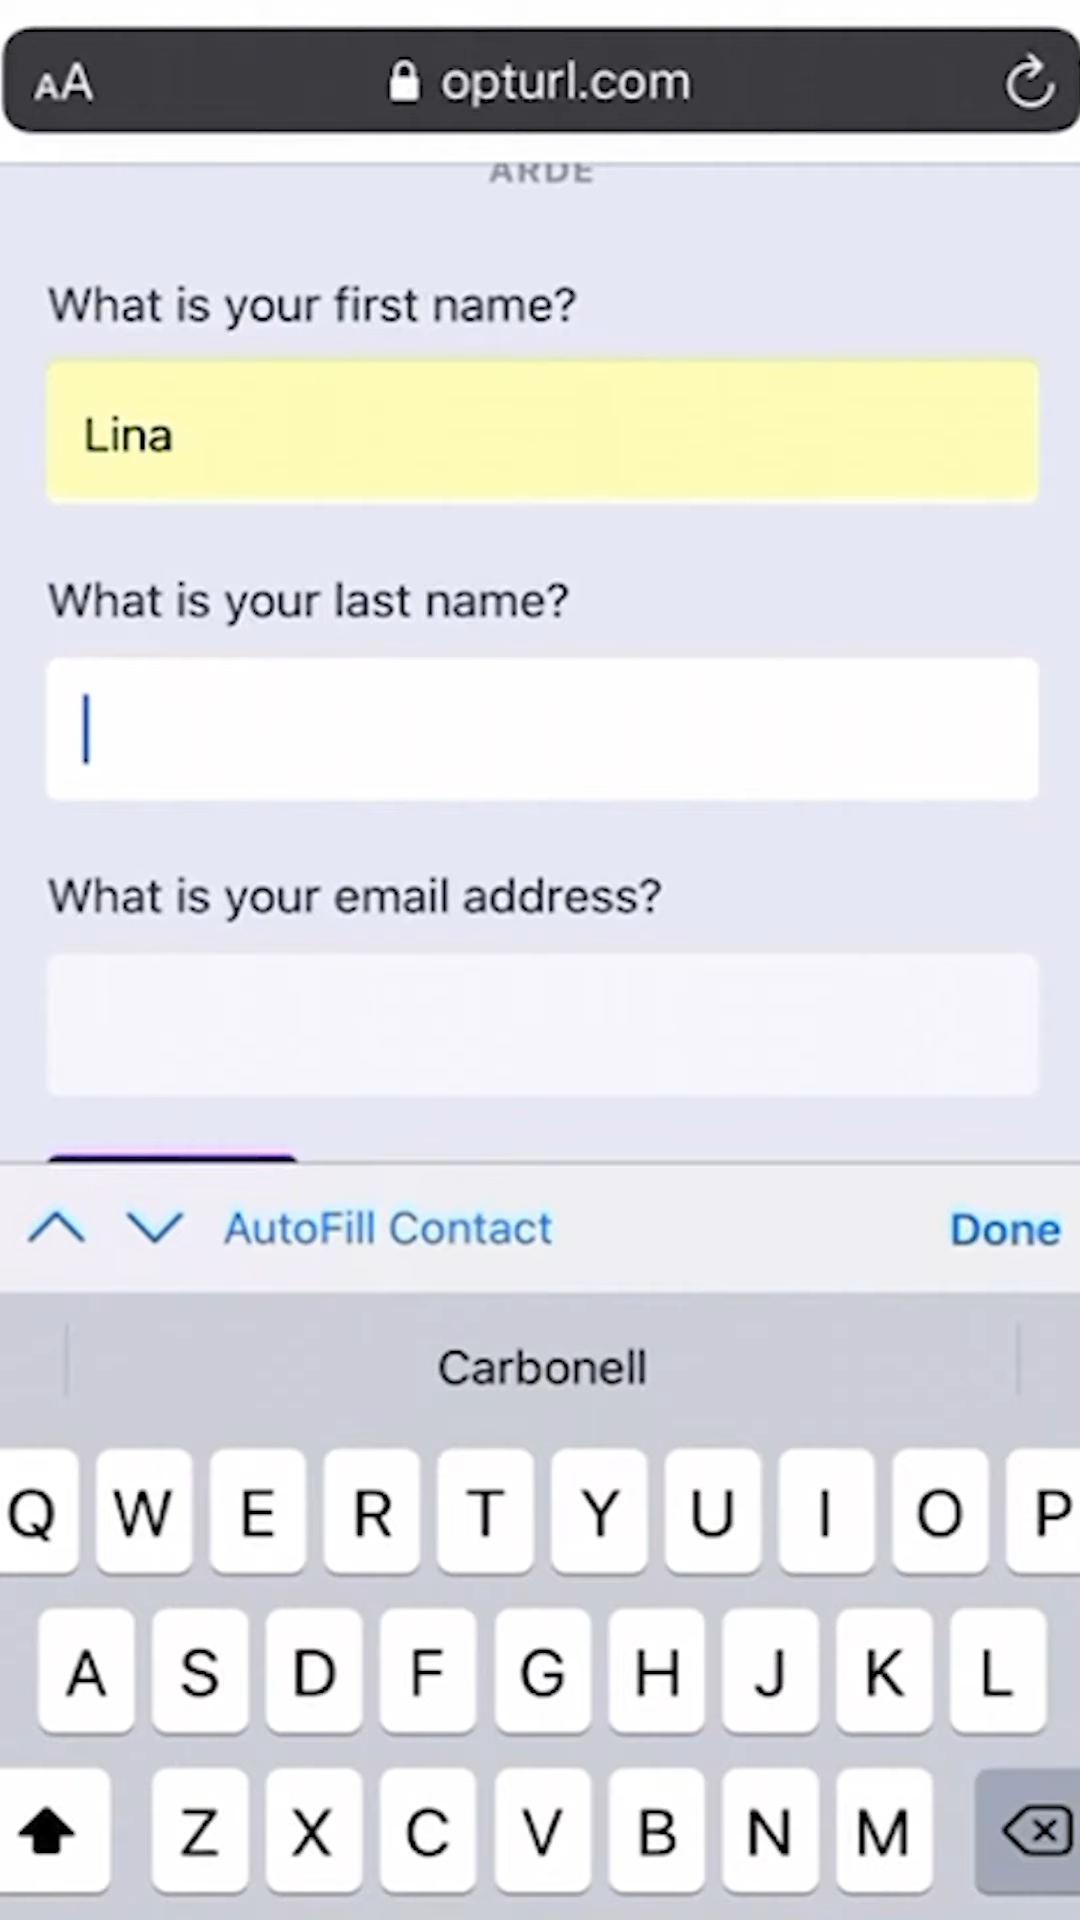 AA opturl.com
ARDE
What is your first name?
Lina
What is your last name?
What is your email address?
AutoFill Contact Done
Carbonell
Q W E R T Y U I O P
A S D F G H J K L
Z X C V B N M